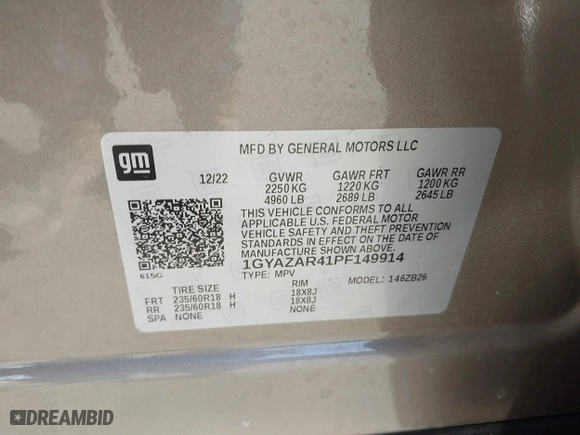 gm
MFD BY GENERAL MOTORS LLC
12/22 GVWR GAWR FRT GAWR RR
2250 KG 1220 KG 1200 KG
4960 LB 2689 LB 2645 LB
THIS VEHICLE CONFORMS TO ALL
APPLICABLE U.S. FEDERAL MOTOR
VEHICLE SAFETY AND THEFT PREVENTION
STANDARDS IN EFFECT ON THE DATE OF
MANUFACTURE SHOWN ABOVE.
1GYAZAR41PF149914
TYPE: MPV 146ZB26
615G
TIRE SIZE RIM
FRT 235/60R18 H 18X8J
RR 235/60R18 H 18X8J
SPA NONE NONE
DREAMBID